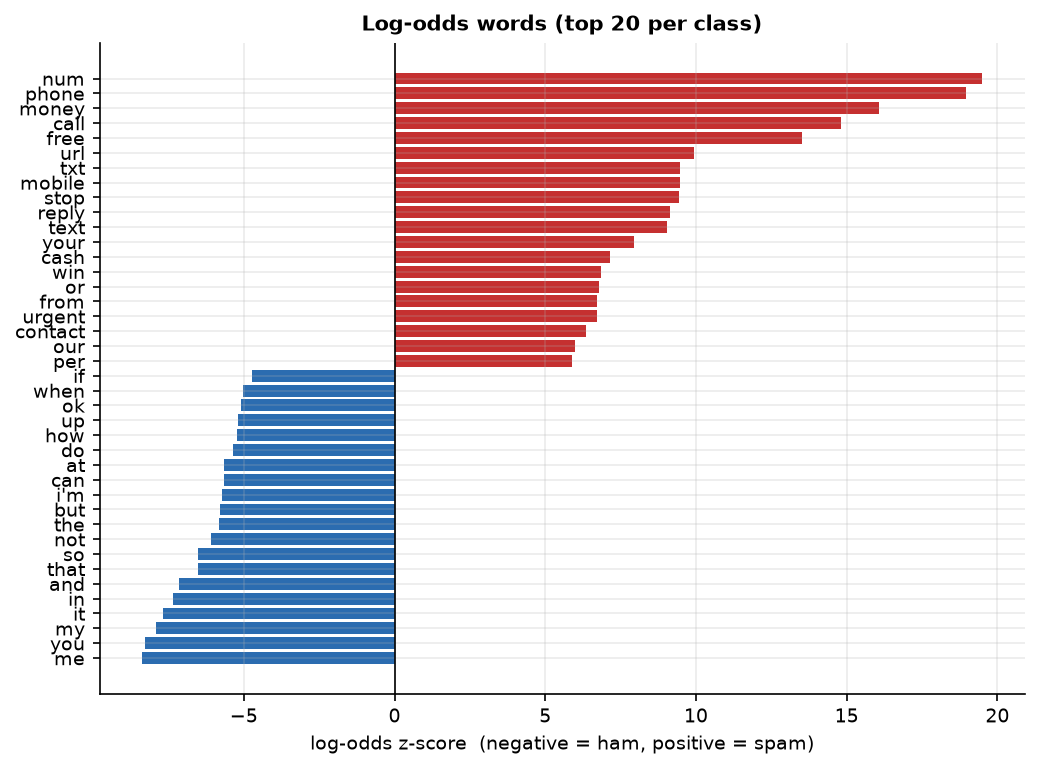 Log-odds words (top 20 per class)
num
phone
money
call
free
url
txt
mobile
stop
reply
text
your
cash
win
or
from
urgent
contact
our
per
if
when
ok
up
how
do
at
can
i'm
but
the
not
so
that
and
in
it
my
you
me
−5 0 5 10 15 20
log-odds z-score (negative = ham, positive = spam)